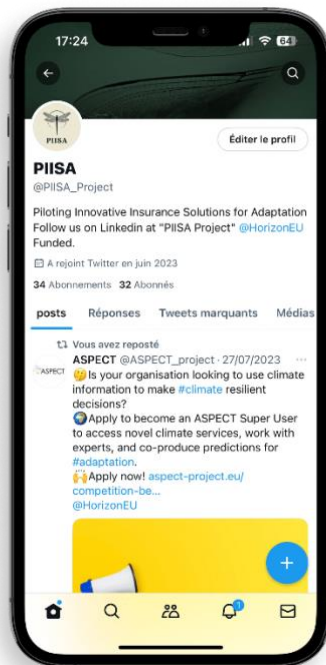 17:24
64
PIISA
Éditer le profil
PIISA
@PIISA_Project
Piloting Innovative Insurance Solutions for Adaptation
Follow us on Linkedin at "PIISA Project" @HorizonEU
Funded.
A rejoint Twitter en juin 2023
34 Abonnements 32 Abonnés
posts Réponses Tweets marquants Médias
Vous avez reposté
ASPECT
ASPECT @ASPECT_project · 27/07/2023 ...
🤔Is your organisation looking to use climate
information to make #climate resilient
decisions?
🌍Apply to become an ASPECT Super User
to access novel climate services, work with
experts, and co-produce predictions for
#adaptation.
🙌Apply now! aspect-project.eu/
competition-be...
@HorizonEU